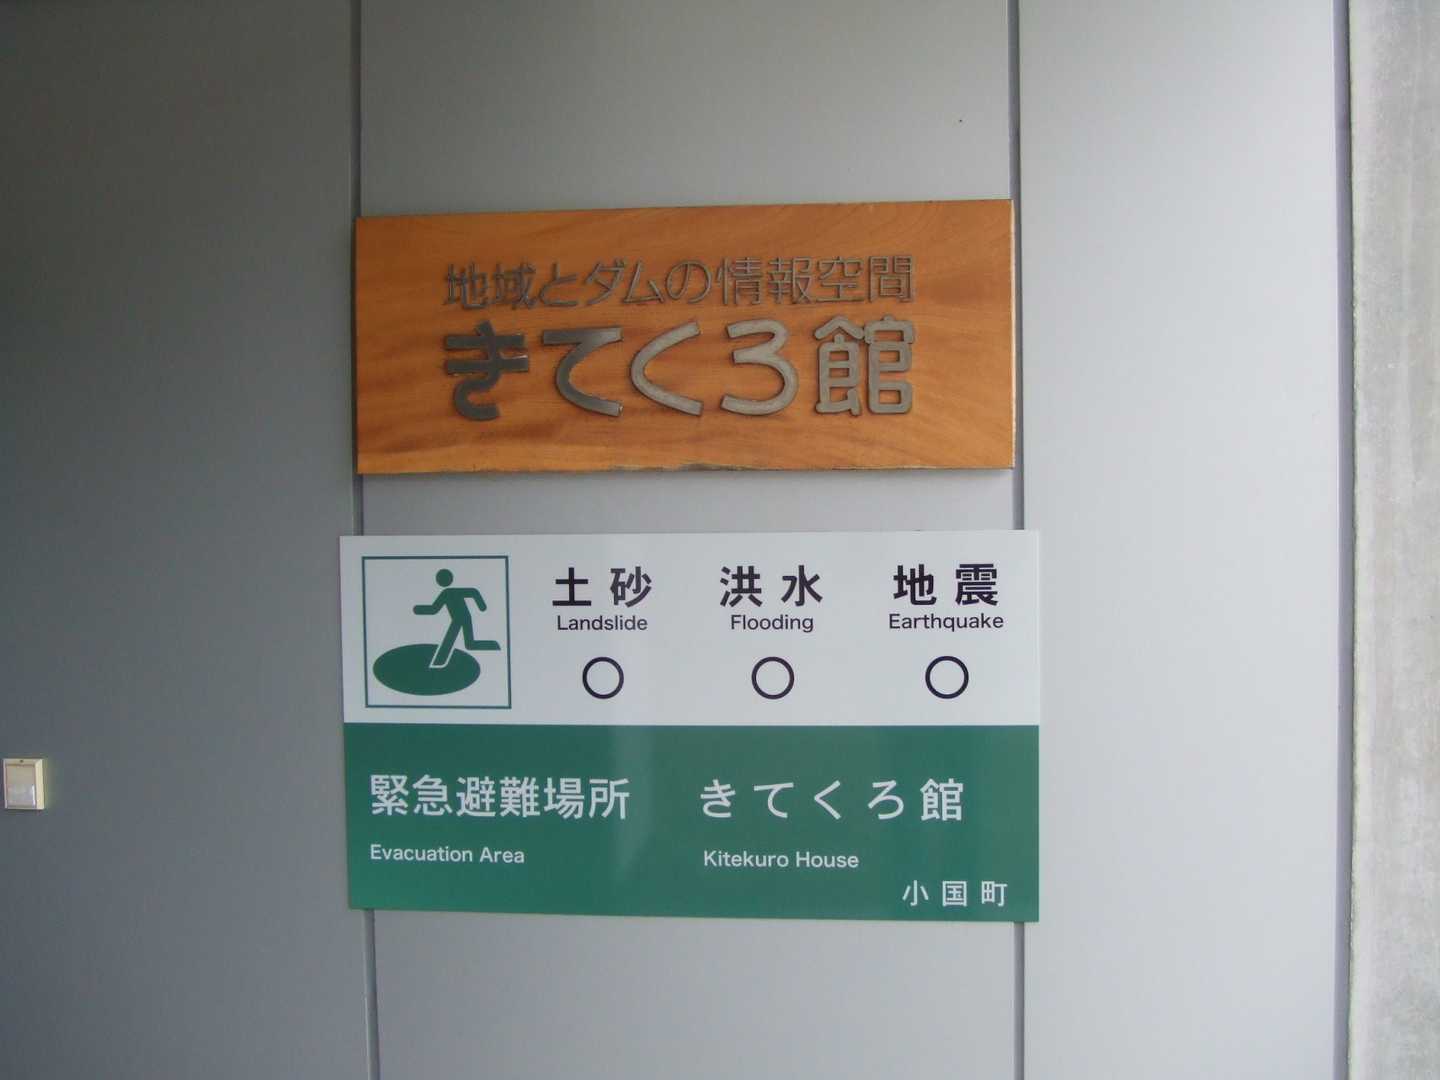 地域とダムの情報空間
きてくろ館
土砂 洪水 地震
Landslide Flooding Earthquake
○ ○ ○
緊急避難場所 きてくろ館
Evacuation Area Kitekuro House
小国町